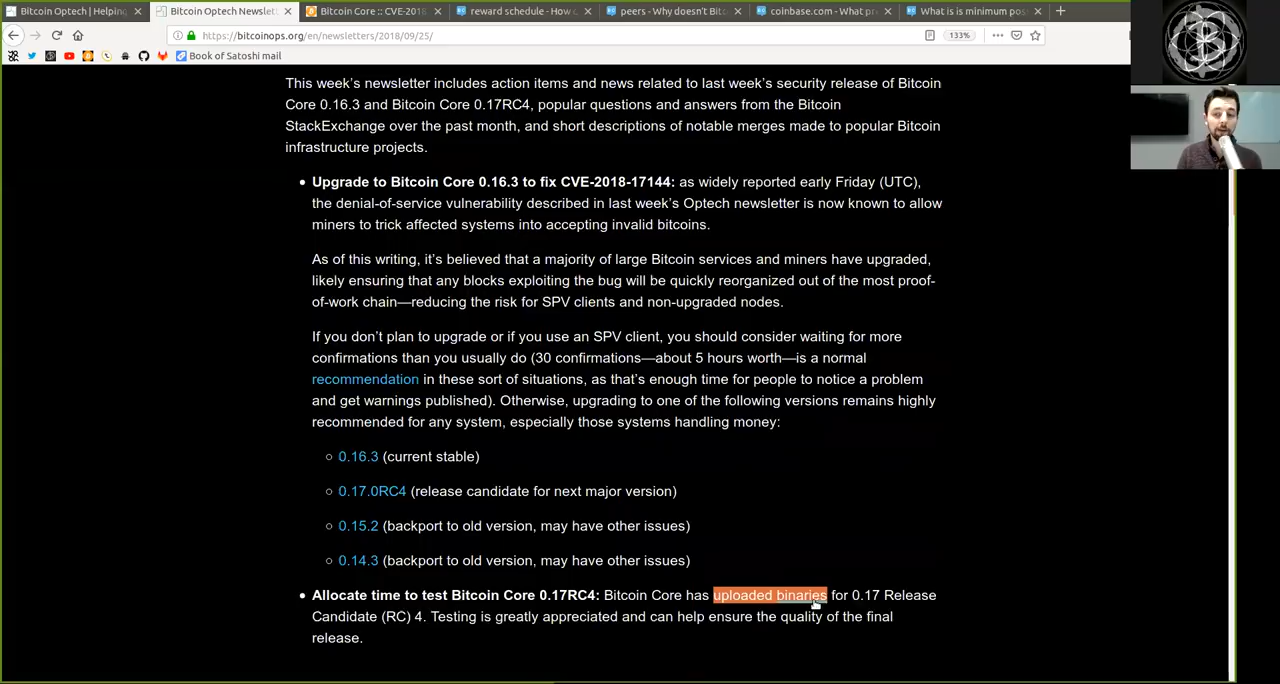 Bitcoin Optech | Helping
Bitcoin Optech Newslett
Bitcoin Core :: CVE-2018-
reward schedule - How c
peers - Why doesn't Bitc
coinbase.com - What pre
What is is minimum pos
https://bitcoinops.org/en/newsletters/2018/09/25/
133%
Book of Satoshi mail
This week's newsletter includes action items and news related to last week's security release of Bitcoin
Core 0.16.3 and Bitcoin Core 0.17RC4, popular questions and answers from the Bitcoin
StackExchange over the past month, and short descriptions of notable merges made to popular Bitcoin
infrastructure projects.
• Upgrade to Bitcoin Core 0.16.3 to fix CVE-2018-17144: as widely reported early Friday (UTC),
the denial-of-service vulnerability described in last week's Optech newsletter is now known to allow
miners to trick affected systems into accepting invalid bitcoins.
As of this writing, it's believed that a majority of large Bitcoin services and miners have upgraded,
likely ensuring that any blocks exploiting the bug will be quickly reorganized out of the most proof-
of-work chain—reducing the risk for SPV clients and non-upgraded nodes.
If you don't plan to upgrade or if you use an SPV client, you should consider waiting for more
confirmations than you usually do (30 confirmations—about 5 hours worth—is a normal
recommendation in these sort of situations, as that's enough time for people to notice a problem
and get warnings published). Otherwise, upgrading to one of the following versions remains highly
recommended for any system, especially those systems handling money:
○ 0.16.3 (current stable)
○ 0.17.0RC4 (release candidate for next major version)
○ 0.15.2 (backport to old version, may have other issues)
○ 0.14.3 (backport to old version, may have other issues)
• Allocate time to test Bitcoin Core 0.17RC4: Bitcoin Core has uploaded binaries for 0.17 Release
Candidate (RC) 4. Testing is greatly appreciated and can help ensure the quality of the final
release.